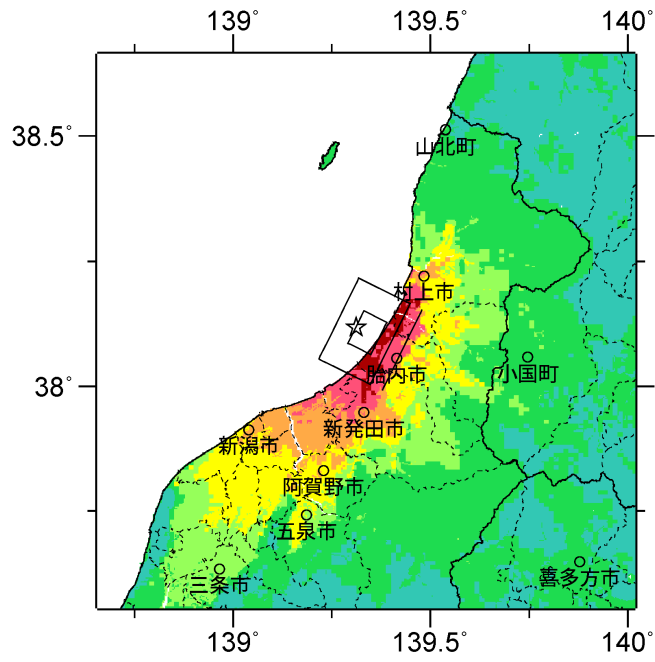 139° 139.5° 140°
38.5°
山北町
村上市
胎内市
38°
小国町
新発田市
新潟市
阿賀野市
五泉市
三条市
喜多方市
139° 139.5° 140°